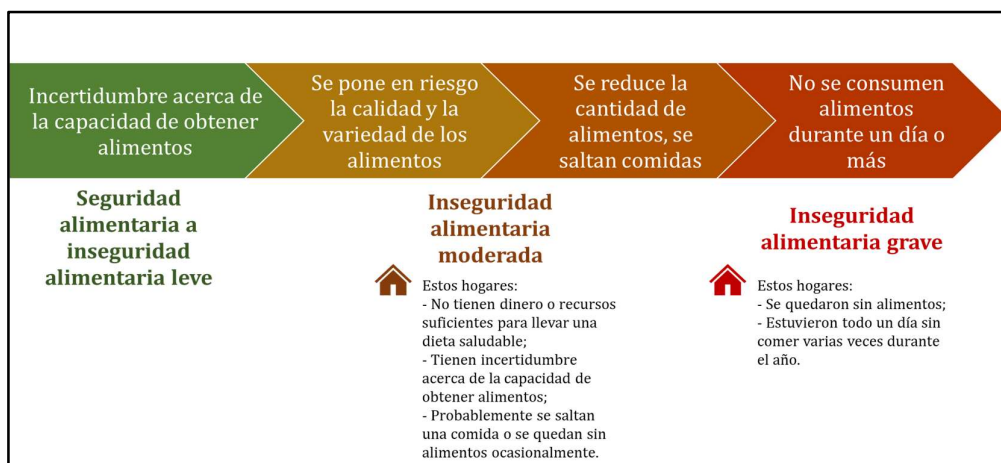 Incertidumbre acerca de
la capacidad de obtener
alimentos
Se pone en riesgo
la calidad y la
variedad de los
alimentos
Se reduce la
cantidad de
alimentos, se
saltan comidas
No se consumen
alimentos
durante un día o
más
Seguridad
alimentaria a
inseguridad
alimentaria leve
Inseguridad
alimentaria
moderada
Estos hogares:
- No tienen dinero o recursos
suficientes para llevar una
dieta saludable;
- Tienen incertidumbre
acerca de la capacidad de
obtener alimentos;
- Probablemente se saltan
una comida o se quedan sin
alimentos ocasionalmente.
Inseguridad
alimentaria grave
Estos hogares:
- Se quedaron sin alimentos;
- Estuvieron todo un día sin
comer varias veces durante
el año.